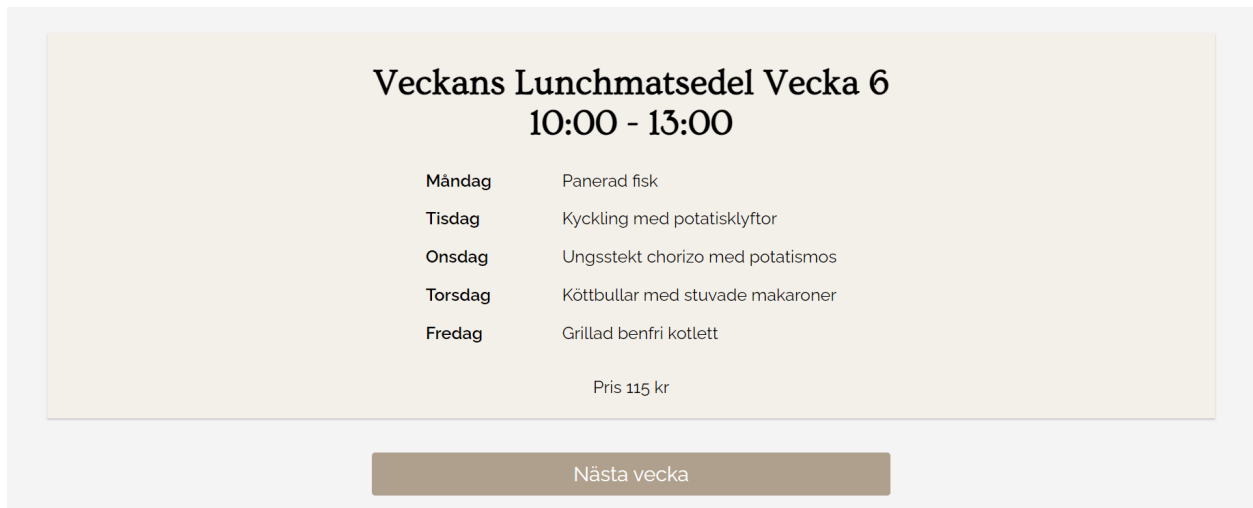 Veckans Lunchmatsedel Vecka 6
10:00 - 13:00
Måndag Panerad fisk
Tisdag Kyckling med potatisklyftor
Onsdag Ungsstekt chorizo med potatismos
Torsdag Köttbullar med stuvade makaroner
Fredag Grillad benfri kotlett
Pris 115 kr
Nästa vecka